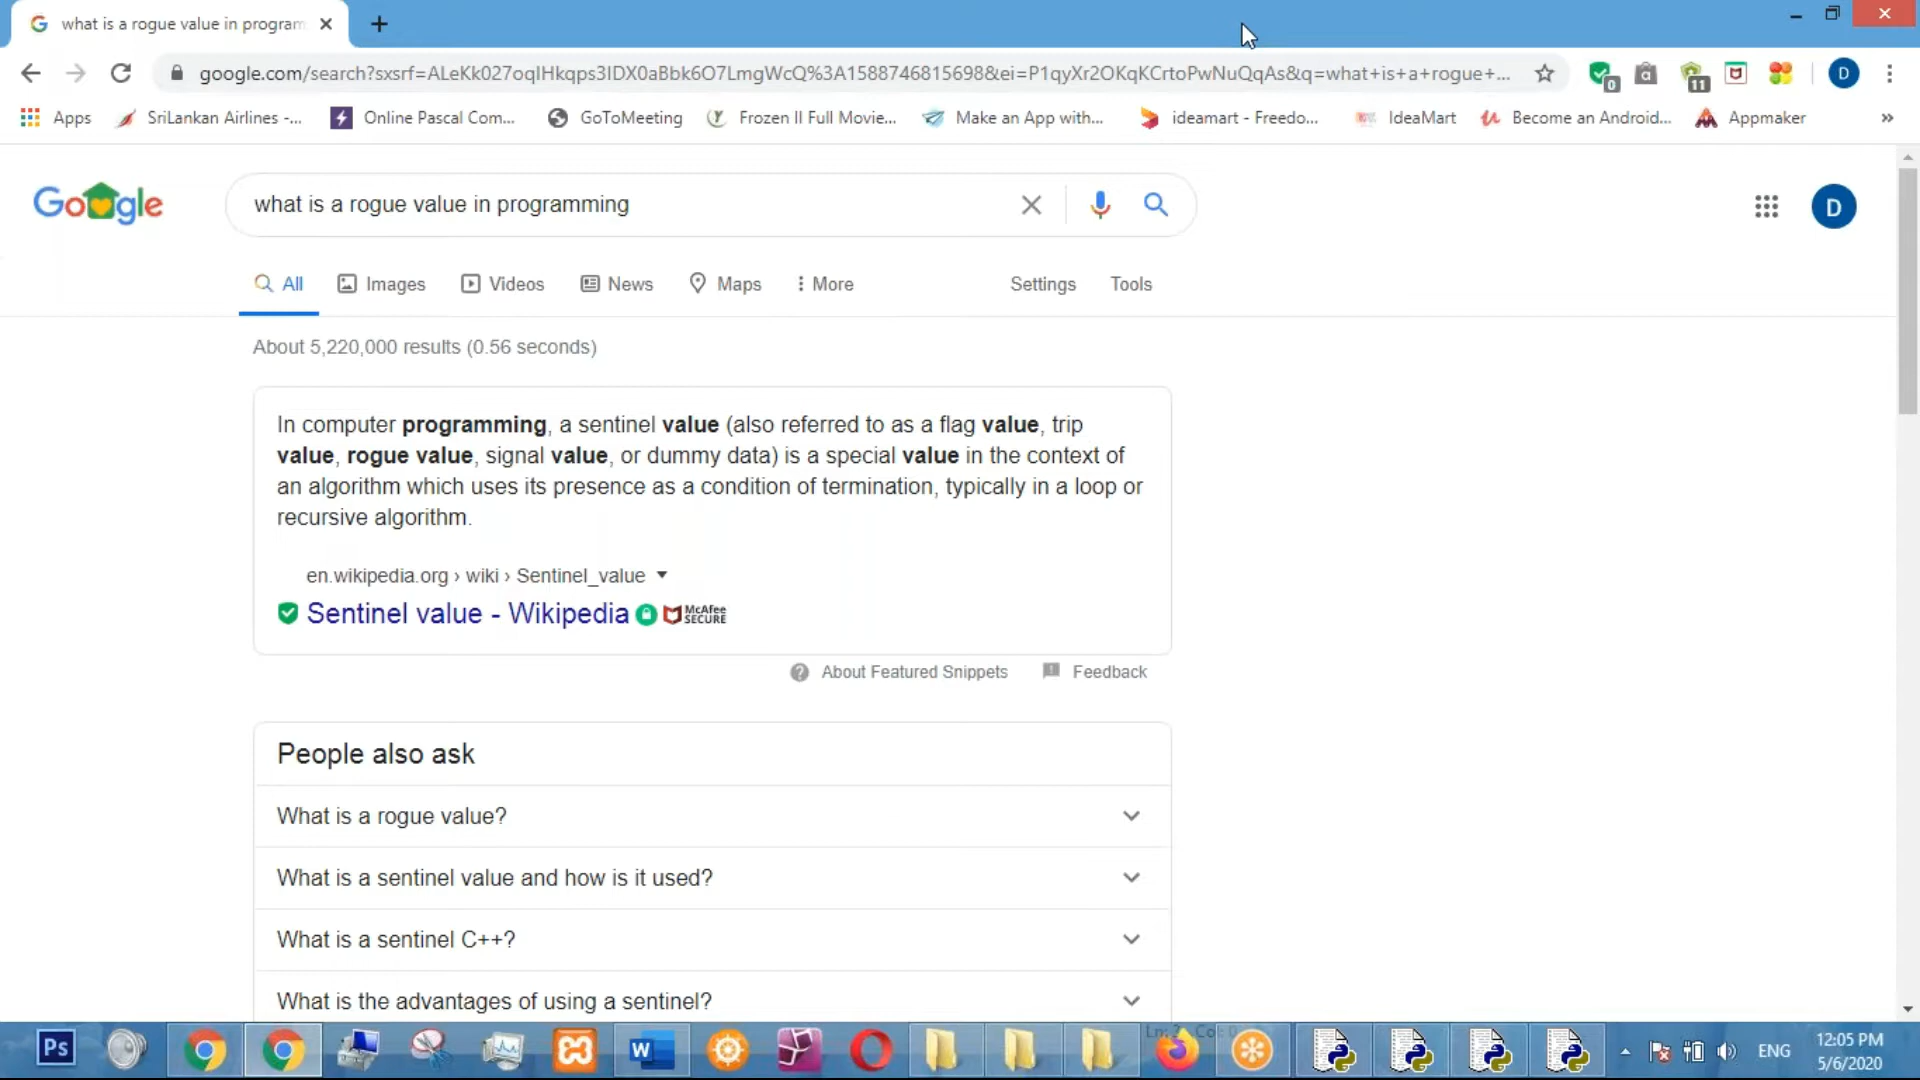 what is a rogue value in program
google.com/search?sxsrf=ALeKk027oqIHkqps3IDX0aBbk6O7LmgWcQ%3A1588746815698&ei=P1qyXr2OKqKCrtoPwNuQqAs&q=what+is+a+rogue+...
0
11
D
Apps
SriLankan Airlines -...
Online Pascal Com...
GoToMeeting
Frozen II Full Movie...
Make an App with...
ideamart - Freedo...
IdeaMart
Become an Android...
Appmaker
»
Google
what is a rogue value in programming
D
All
Images
Videos
News
Maps
More
Settings
Tools
About 5,220,000 results (0.56 seconds)
In computer programming, a sentinel value (also referred to as a flag value, trip
value, rogue value, signal value, or dummy data) is a special value in the context of
an algorithm which uses its presence as a condition of termination, typically in a loop or
recursive algorithm.
en.wikipedia.org › wiki › Sentinel_value
Sentinel value - Wikipedia McAfee SECURE
About Featured Snippets
Feedback
People also ask
What is a rogue value?
What is a sentinel value and how is it used?
What is a sentinel C++?
What is the advantages of using a sentinel?
Ps
W
ENG
12:05 PM
5/6/2020